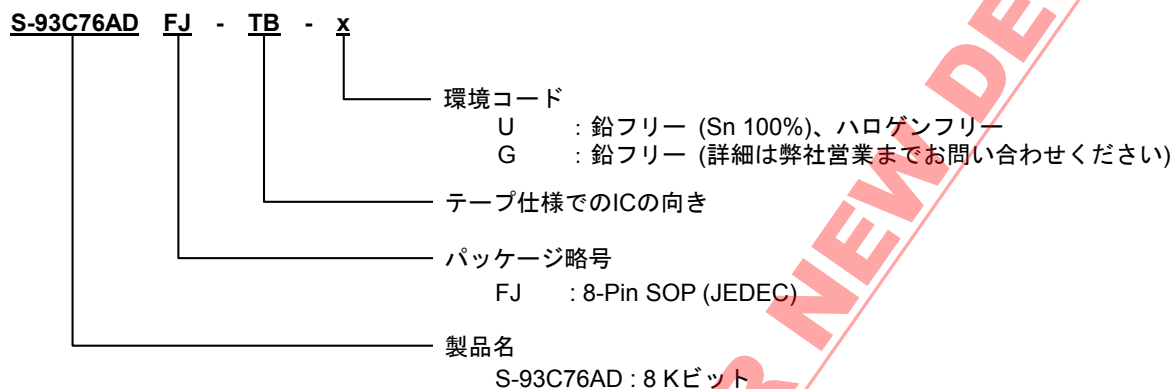 S-93C76AD FJ - TB - x
環境コード
U : 鉛フリー (Sn 100%)、ハロゲンフリー
G : 鉛フリー (詳細は弊社営業までお問い合わせください)
テープ仕様でのICの向き
パッケージ略号
FJ : 8-Pin SOP (JEDEC)
製品名
S-93C76AD : 8 Kビット
NEW